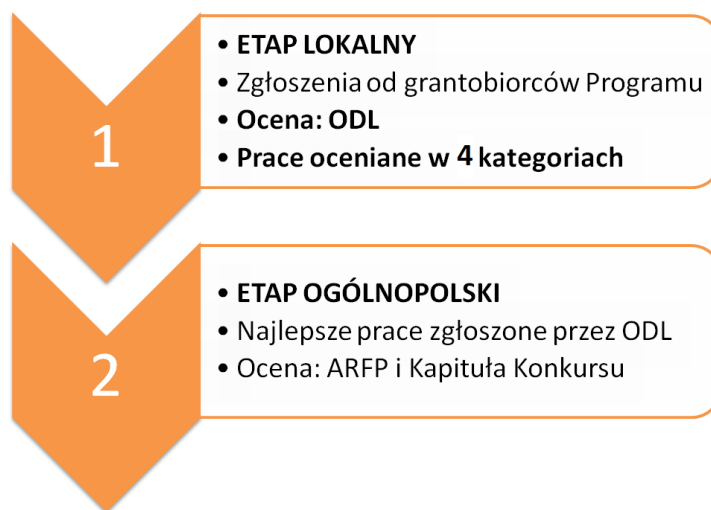 1
• ETAP LOKALNY
• Zgłoszenia od grantobiorców Programu
• Ocena: ODL
• Prace oceniane w 4 kategoriach
2
• ETAP OGÓLNOPOLSKI
• Najlepsze prace zgłoszone przez ODL
• Ocena: ARFP i Kapituła Konkursu